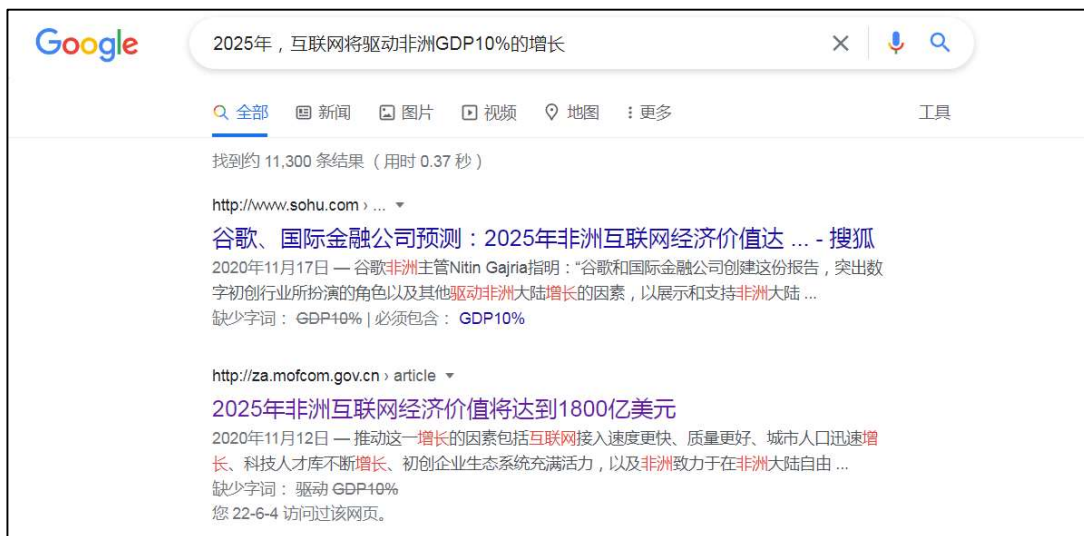 Google
2025年，互联网将驱动非洲GDP10%的增长
全部 新闻 图片 视频 地图 更多 工具
找到约 11,300 条结果 （用时 0.37 秒）
http://www.sohu.com › ...
谷歌、国际金融公司预测：2025年非洲互联网经济价值达 ... - 搜狐
2020年11月17日 — 谷歌非洲主管Nitin Gajria指明：“谷歌和国际金融公司创建这份报告，突出数
字初创行业所扮演的角色以及其他驱动非洲大陆增长的因素，以展示和支持非洲大陆 ...
缺少字词： GDP10% | 必须包含： GDP10%
http://za.mofcom.gov.cn › article
2025年非洲互联网经济价值将达到1800亿美元
2020年11月12日 — 推动这一增长的因素包括互联网接入速度更快、质量更好、城市人口迅速增
长、科技人才库不断增长、初创企业生态系统充满活力，以及非洲致力于在非洲大陆自由 ...
缺少字词： 驱动 GDP10%
您 22-6-4 访问过该网页。